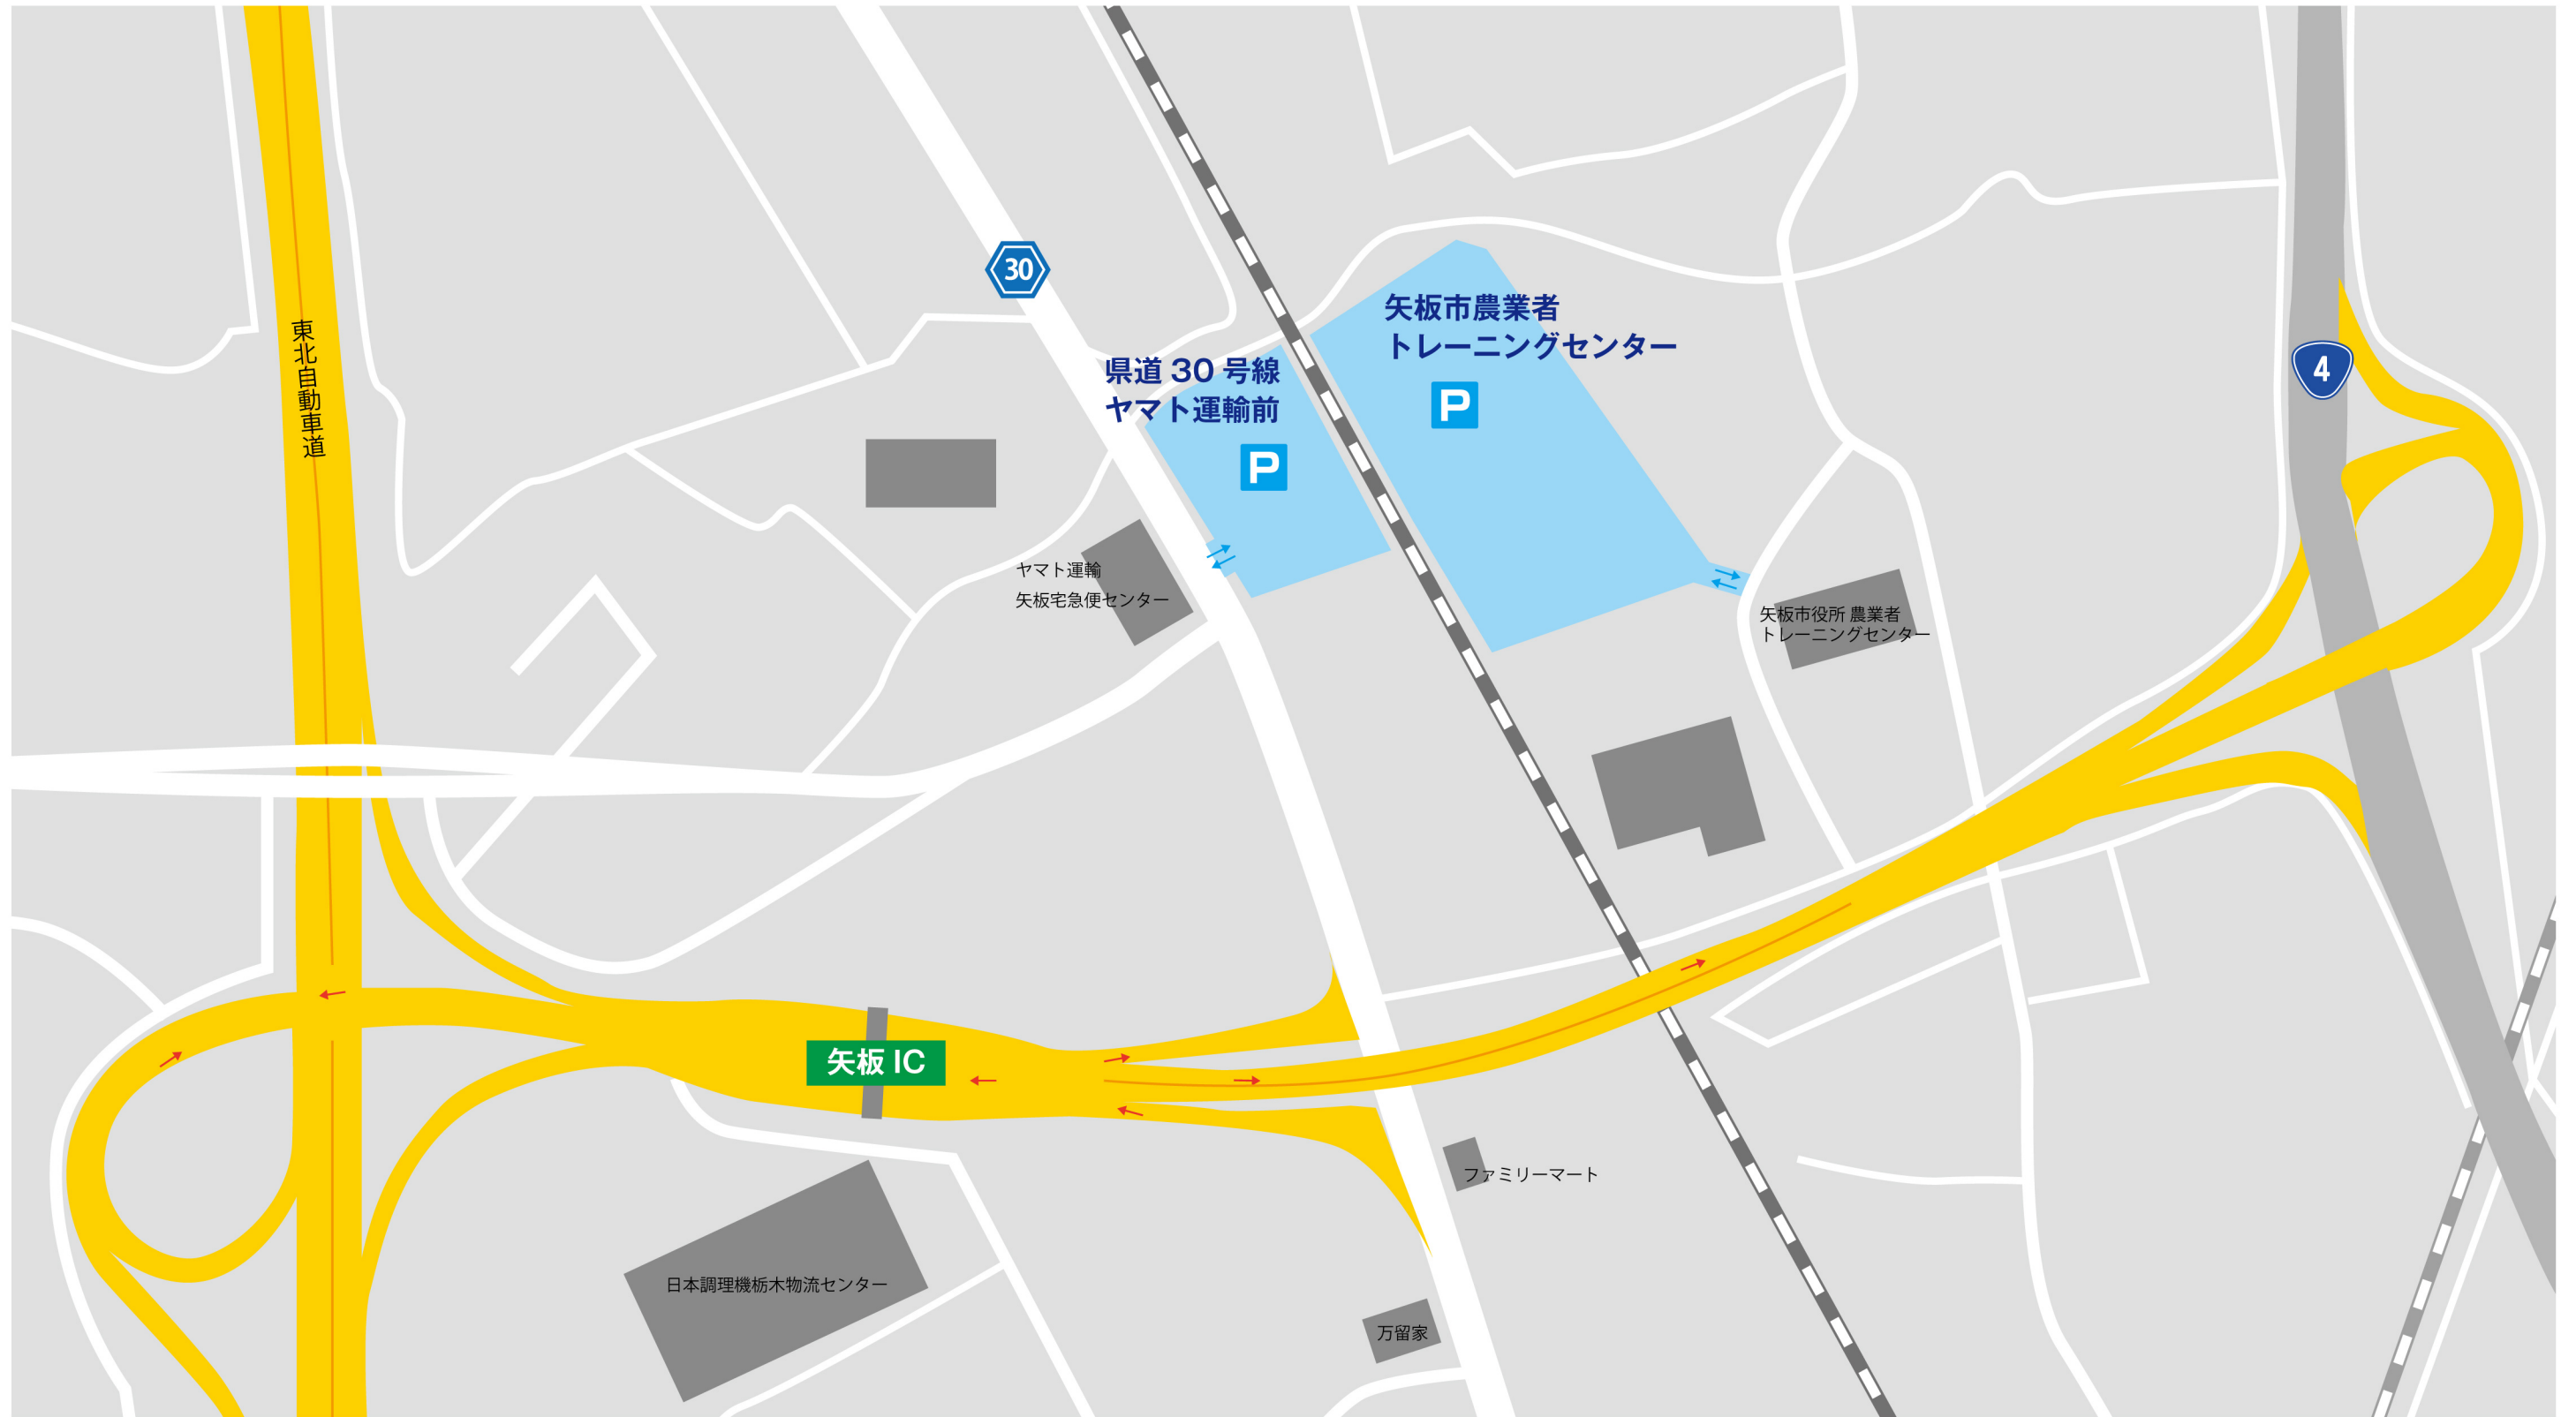 東北自動車道
30
県道 30 号線
ヤマト運輸前
P
矢板市農業者
トレーニングセンター
P
4
ヤマト運輸
矢板宅急便センター
矢板市役所 農業者
トレーニングセンター
矢板 IC
ファミリーマート
日本調理機栃木物流センター
万留家